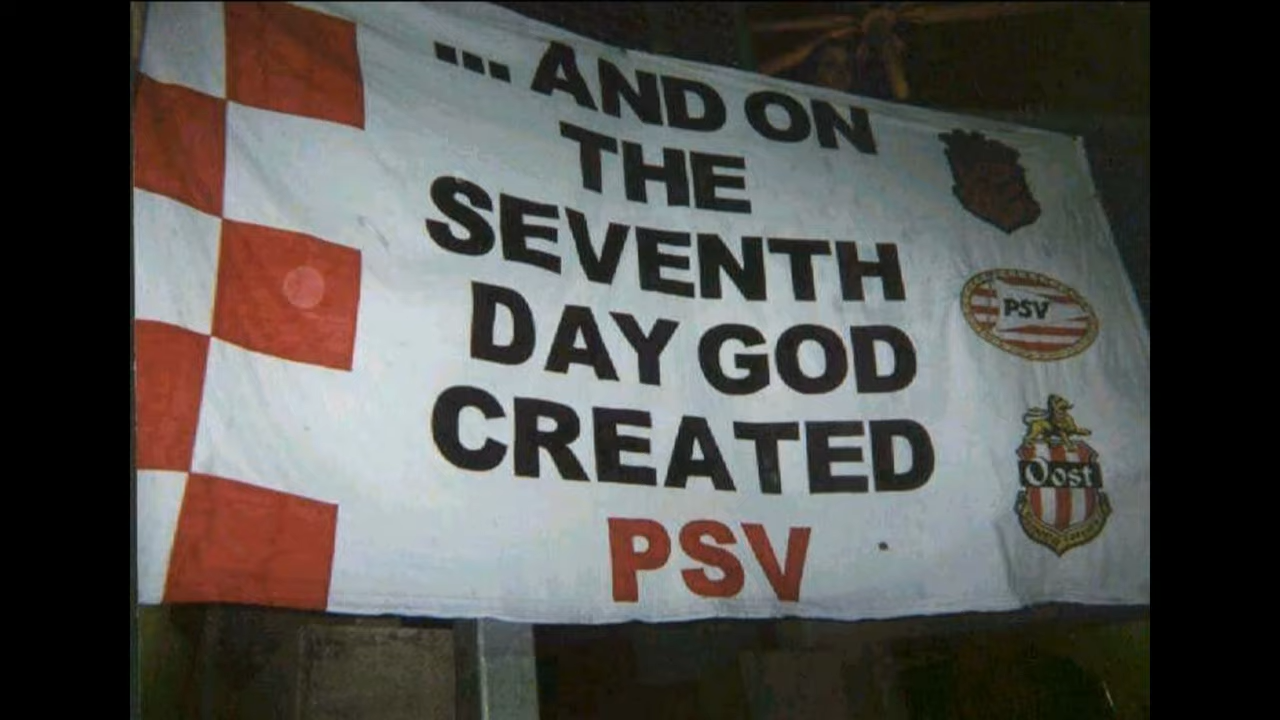 ... AND ON
THE
SEVENTH
DAY GOD
CREATED
PSV
PSV
Oost